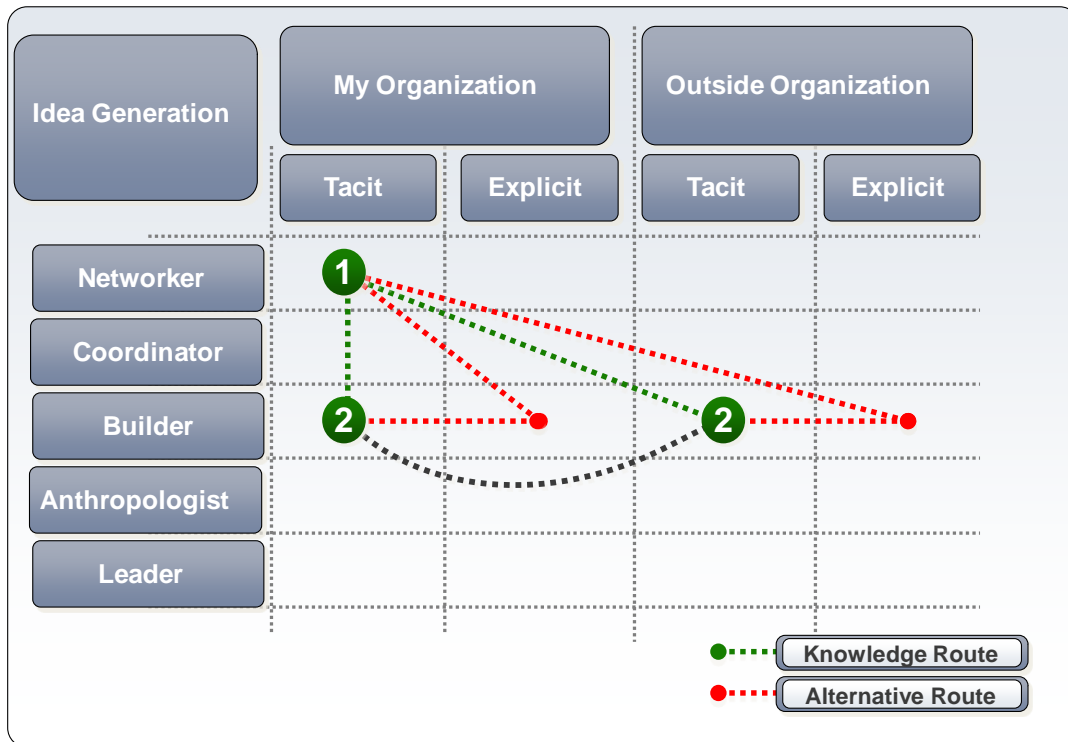 Idea Generation
My Organization
Outside Organization
Tacit
Explicit
Tacit
Explicit
Networker
1
Coordinator
Builder
2
2
Anthropologist
Leader
Knowledge Route
Alternative Route